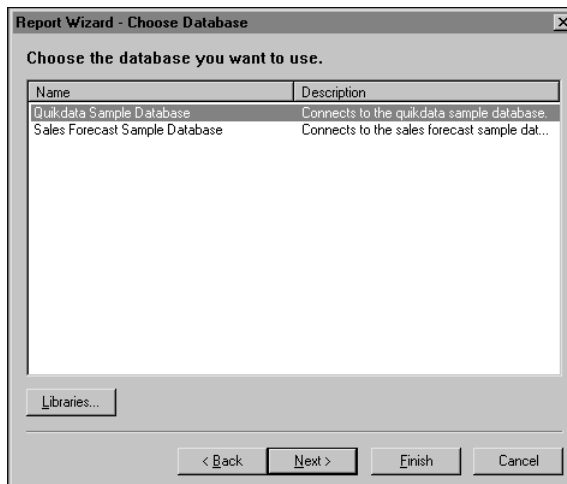 Report Wizard - Choose Database
Choose the database you want to use.
Name Description
Quikdata Sample Database Connects to the quikdata sample database.
Sales Forecast Sample Database Connects to the sales forecast sample dat...
Libraries...
< Back Next > Finish Cancel